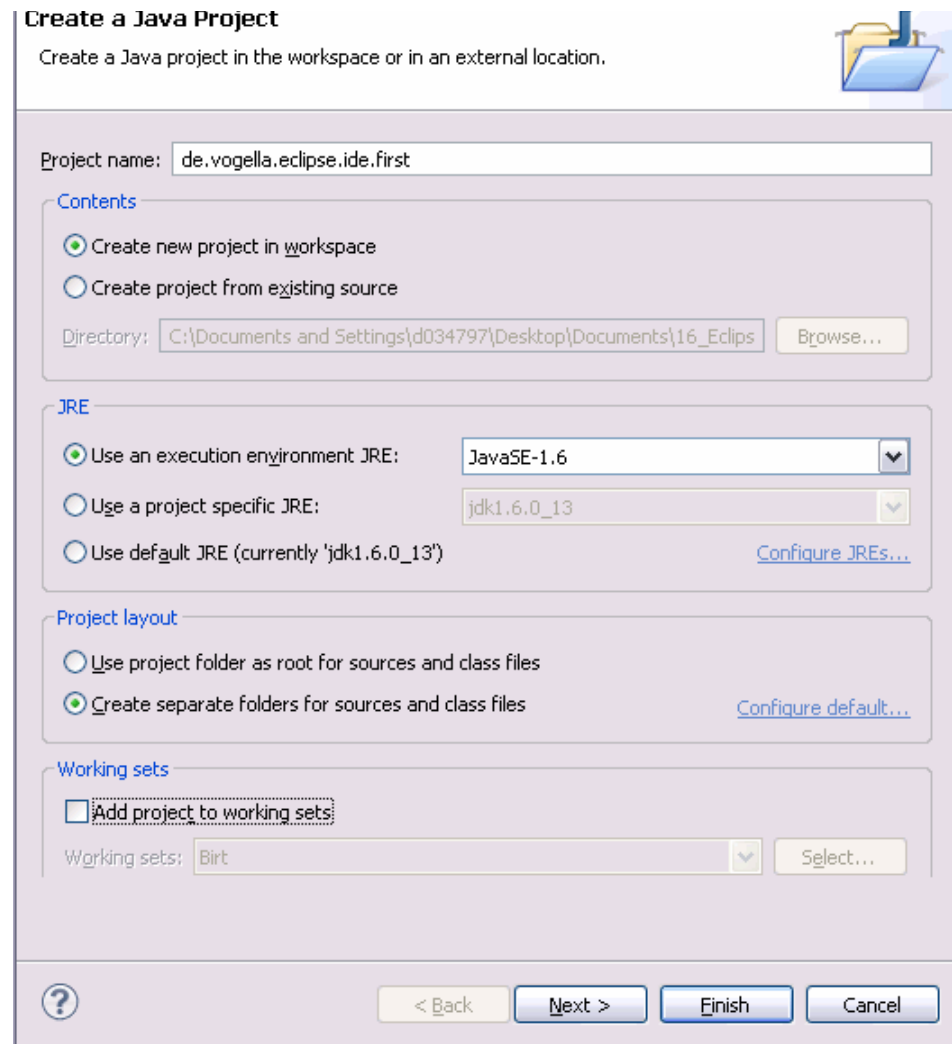 Create a Java Project
Create a Java project in the workspace or in an external location.
Project name: de.vogella.eclipse.ide.first
Contents
Create new project in workspace
Create project from existing source
Directory: C:\Documents and Settings\d034797\Desktop\Documents\16_Eclips Browse...
JRE
Use an execution environment JRE: JavaSE-1.6
Use a project specific JRE: jdk1.6.0_13
Use default JRE (currently 'jdk1.6.0_13') Configure JREs...
Project layout
Use project folder as root for sources and class files
Create separate folders for sources and class files Configure default...
Working sets
Add project to working sets
Working sets: Birt Select...
? < Back Next > Finish Cancel